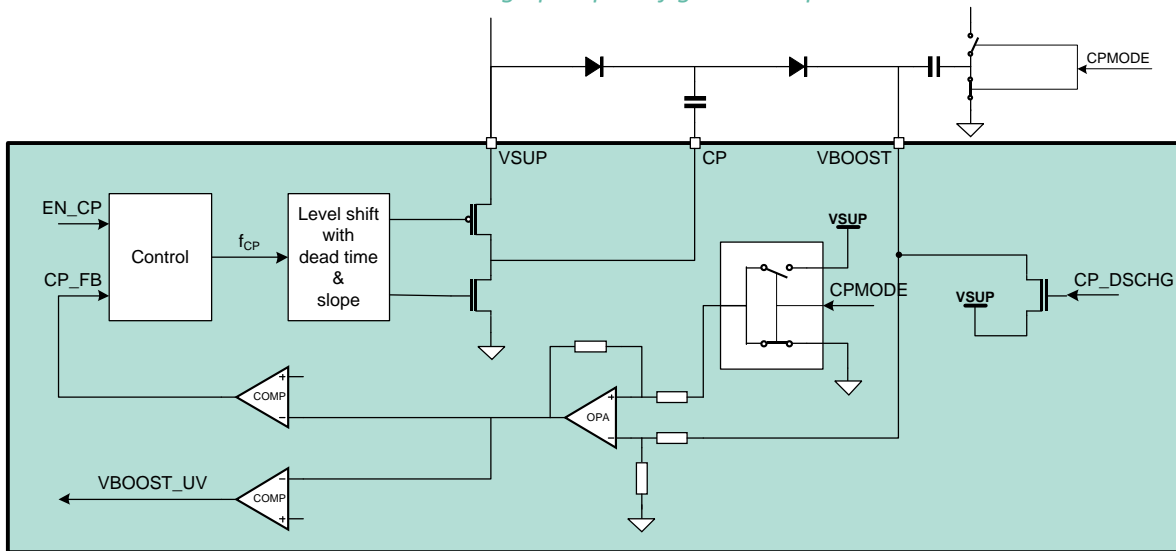 CPMODE
VSUP
CP
VBOOST
EN_CP
CP_FB
Control
fCP
Level shift
with
dead time
&
slope
VSUP
CPMODE
VSUP
CP_DSCHG
+
COMP
−
+
OPA
−
VBOOST_UV
−
COMP
+